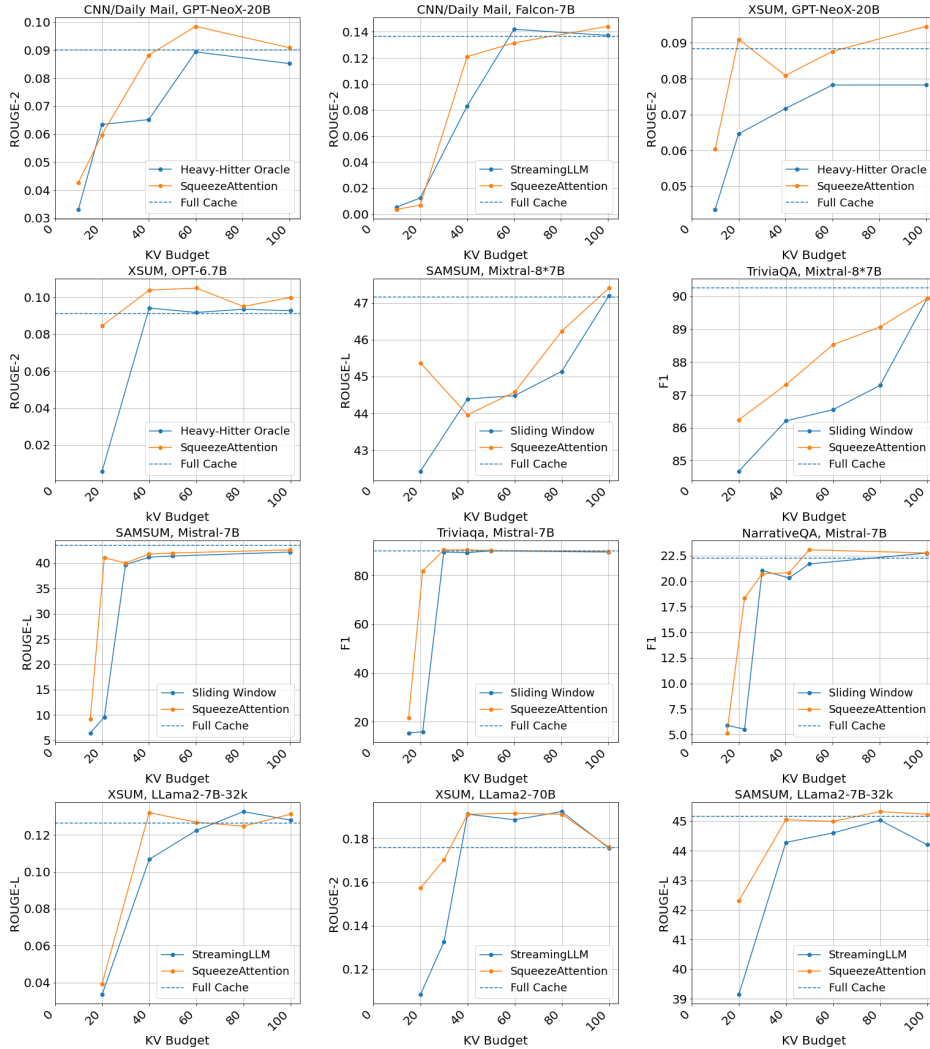 CNN/Daily Mail, GPT-NeoX-20B
ROUGE-2
0.10
0.09
0.08
0.07
0.06
0.05
0.04
0.03
Heavy-Hitter Oracle
SqueezeAttention
Full Cache
0 20 40 60 80 100
KV Budget
CNN/Daily Mail, Falcon-7B
ROUGE-2
0.14
0.12
0.10
0.08
0.06
0.04
0.02
0.00
StreamingLLM
SqueezeAttention
Full Cache
0 20 40 60 80 100
KV Budget
XSUM, GPT-NeoX-20B
ROUGE-2
0.09
0.08
0.07
0.06
0.05
Heavy-Hitter Oracle
SqueezeAttention
Full Cache
0 20 40 60 80 100
KV Budget
XSUM, OPT-6.7B
ROUGE-2
0.10
0.08
0.06
0.04
0.02
Heavy-Hitter Oracle
SqueezeAttention
Full Cache
0 20 40 60 80 100
kV Budget
SAMSUM, Mixtral-8*7B
ROUGE-L
47
46
45
44
43
Sliding Window
SqueezeAttention
Full Cache
0 20 40 60 80 100
KV Budget
TriviaQA, Mixtral-8*7B
F1
90
89
88
87
86
85
Sliding Window
SqueezeAttention
Full Cache
0 20 40 60 80 100
KV Budget
SAMSUM, Mistral-7B
ROUGE-L
40
35
30
25
20
15
10
5
Sliding Window
SqueezeAttention
Full Cache
0 20 40 60 80 100
KV Budget
Triviaqa, Mistral-7B
F1
80
60
40
20
Sliding Window
SqueezeAttention
Full Cache
0 20 40 60 80 100
KV Budget
NarrativeQA, Mistral-7B
F1
22.5
20.0
17.5
15.0
12.5
10.0
7.5
5.0
Sliding Window
SqueezeAttention
Full Cache
0 20 40 60 80 100
KV Budget
XSUM, LLama2-7B-32k
ROUGE-L
0.12
0.10
0.08
0.06
0.04
StreamingLLM
SqueezeAttention
Full Cache
0 20 40 60 80 100
KV Budget
XSUM, LLama2-70B
ROUGE-2
0.18
0.16
0.14
0.12
StreamingLLM
SqueezeAttention
Full Cache
0 20 40 60 80 100
KV Budget
SAMSUM, LLama2-7B-32k
ROUGE-L
45
44
43
42
41
40
39
StreamingLLM
SqueezeAttention
Full Cache
0 20 40 60 80 100
KV Budget